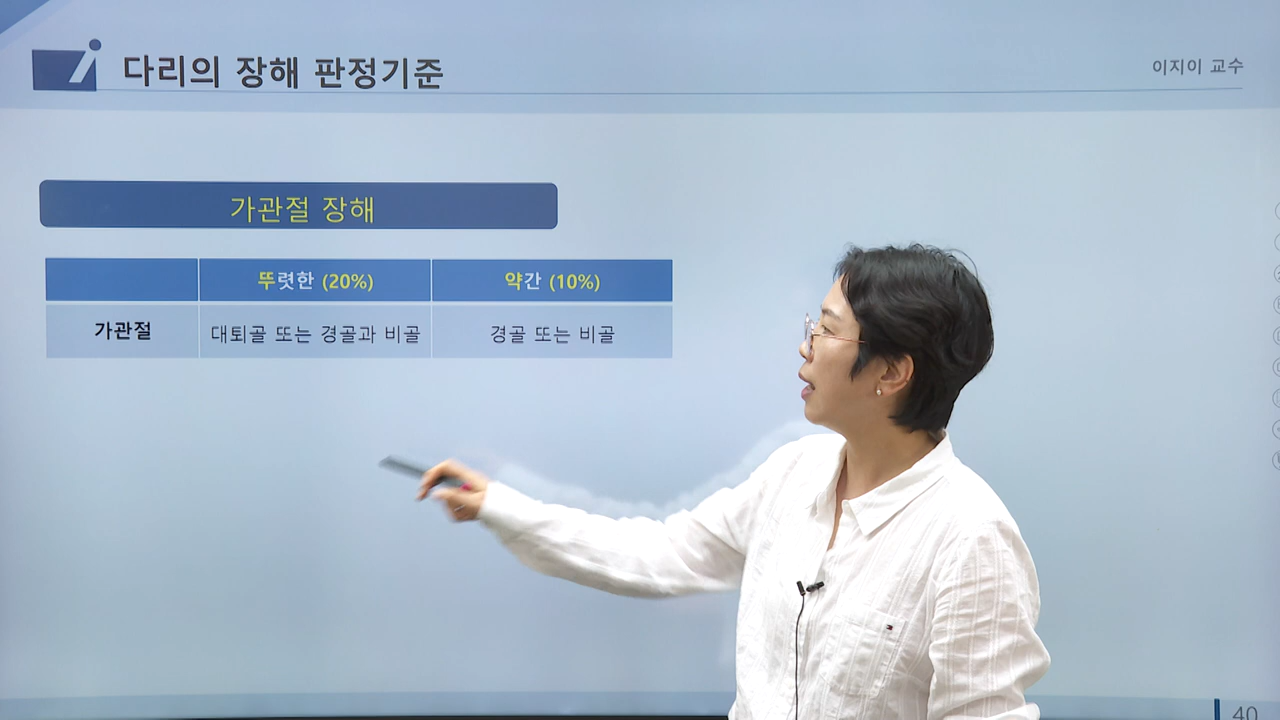 다리의 장해 판정기준
이지이 교수
가관절 장해
뚜렷한 (20%) 약간 (10%)
가관절 대퇴골 또는 경골과 비골 경골 또는 비골
40